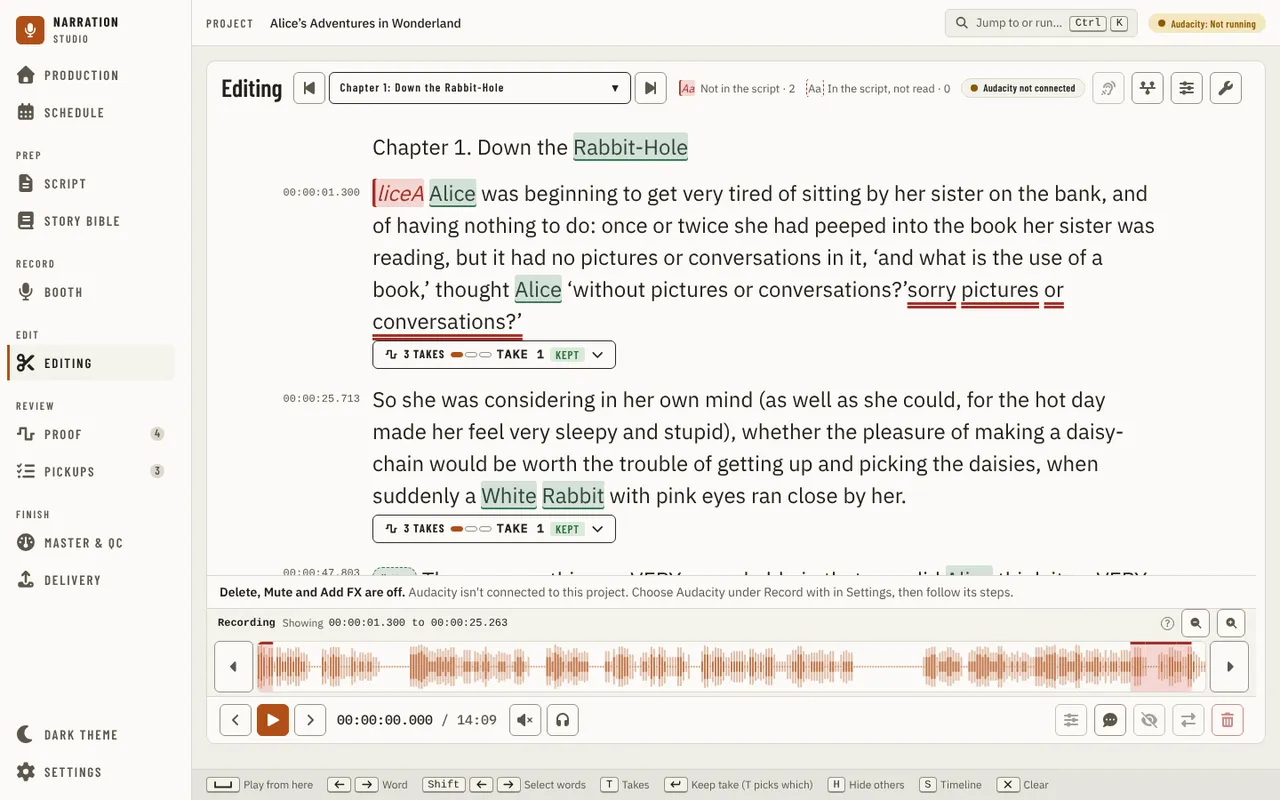 NARRATION
STUDIO
PRODUCTION
SCHEDULE
PREP
SCRIPT
STORY BIBLE
RECORD
BOOTH
EDIT
EDITING
REVIEW
PROOF 4
PICKUPS 3
FINISH
MASTER & QC
DELIVERY
DARK THEME
SETTINGS
PROJECT Alice's Adventures in Wonderland
Jump to or run... Ctrl K
Audacity: Not running
Editing
Chapter 1: Down the Rabbit-Hole
Aa Not in the script · 2
Aa In the script, not read · 0
Audacity not connected
Chapter 1. Down the Rabbit-Hole
00:00:01.300
liceA Alice was beginning to get very tired of sitting by her sister on the bank, and
of having nothing to do: once or twice she had peeped into the book her sister was
reading, but it had no pictures or conversations in it, ‘and what is the use of a
book,’ thought Alice ‘without pictures or conversations?’sorry pictures or
conversations?’
3 TAKES TAKE 1 KEPT
00:00:25.713
So she was considering in her own mind (as well as she could, for the hot day
made her feel very sleepy and stupid), whether the pleasure of making a daisy-
chain would be worth the trouble of getting up and picking the daisies, when
suddenly a White Rabbit with pink eyes ran close by her.
3 TAKES TAKE 1 KEPT
00:00:47.803
Delete, Mute and Add FX are off. Audacity isn't connected to this project. Choose Audacity under Record with in Settings, then follow its steps.
Recording Showing 00:00:01.300 to 00:00:25.263
?
00:00:00.000 / 14:09
Play from here
Word
Shift Select words
T Takes
Keep take (T picks which)
H Hide others
S Timeline
Clear